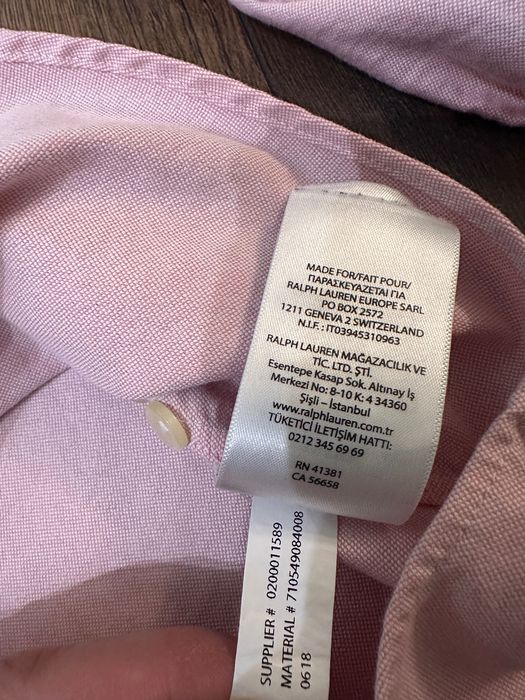 MADE FOR/FAIT POUR/
ΠΑΡΑΣΚΕΥΑΖΕΤΑΙ ΓΙΑ
RALPH LAUREN EUROPE SARL
PO BOX 2572
1211 GENEVA 2 SWITZERLAND
N.I.F. : IT03945310963
RALPH LAUREN MAĞAZACILIK VE
TİC. LTD. ŞTİ.
Esentepe Kasap Sok. Altınay İş
Merkezi No: 8-10 K: 4 34360
Şişli – İstanbul
www.ralphlauren.com.tr
TÜKETİCİ İLETİŞİM HATTI:
0212 345 69 69
RN 41381
CA 56658
SUPPLIER # 0200011589
MATERIAL # 710549084008
06 18